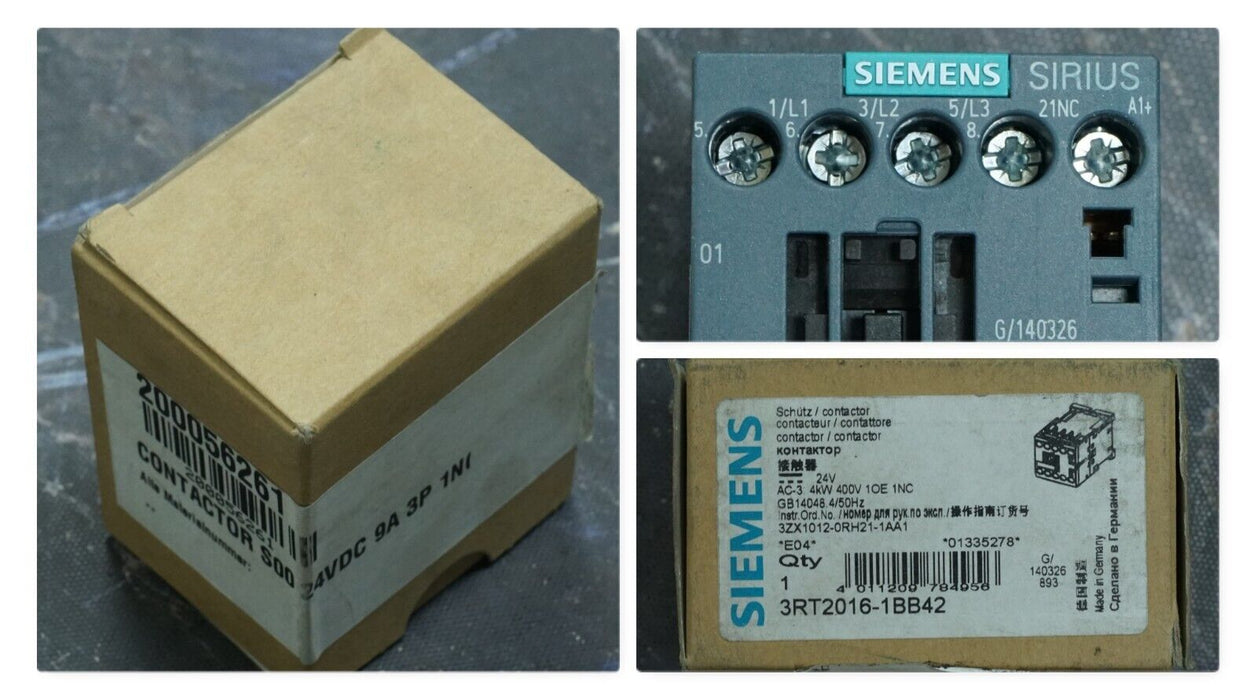 2000056261
2000056261
CONTACTOR S00
24VDC 9A 3P 1N
Alte Materialnummer:
SIEMENS SIRIUS
1/L1 3/L2 5/L3 21NC A1+
5. 6. 7. 8.
01
G/140326
SIEMENS
Schütz / contactor
contacteur / contattore
contactor / contactor
контактор
接触器
24V
AC-3 4kW 400V 1OE 1NC
GB14048.4/50Hz
Instr.Ord.No. / номер для рук.по экспл. / 操作指南订货号
3ZX1012-0RH21-1AA1
*E04* *01335278*
Qty
1
4 011209 784956
3RT2016-1BB42
G/
140326
893
德国制造
Made in Germany
Сделано в Германии